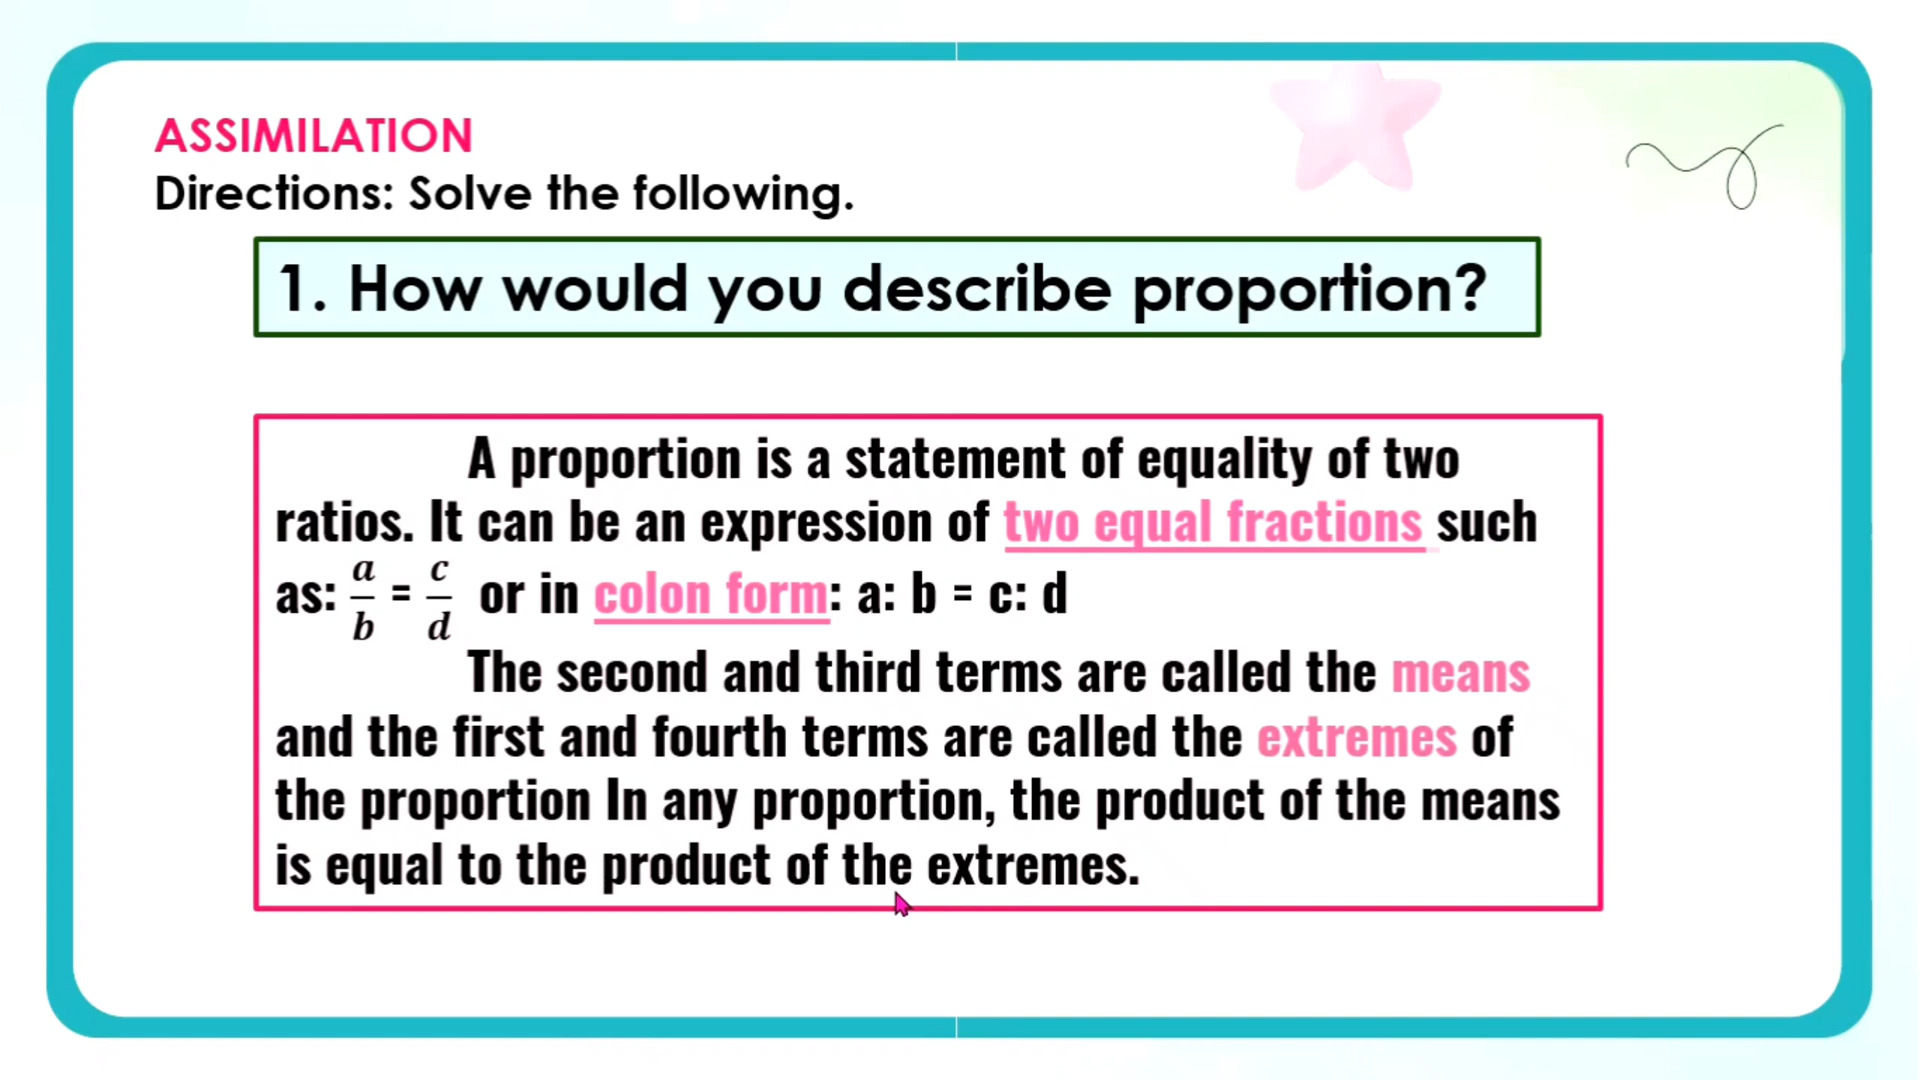 ASSIMILATION
Directions: Solve the following.
1. How would you describe proportion?
A proportion is a statement of equality of two
ratios. It can be an expression of two equal fractions such
as: a/b = c/d or in colon form: a: b = c: d
The second and third terms are called the means
and the first and fourth terms are called the extremes of
the proportion In any proportion, the product of the means
is equal to the product of the extremes.